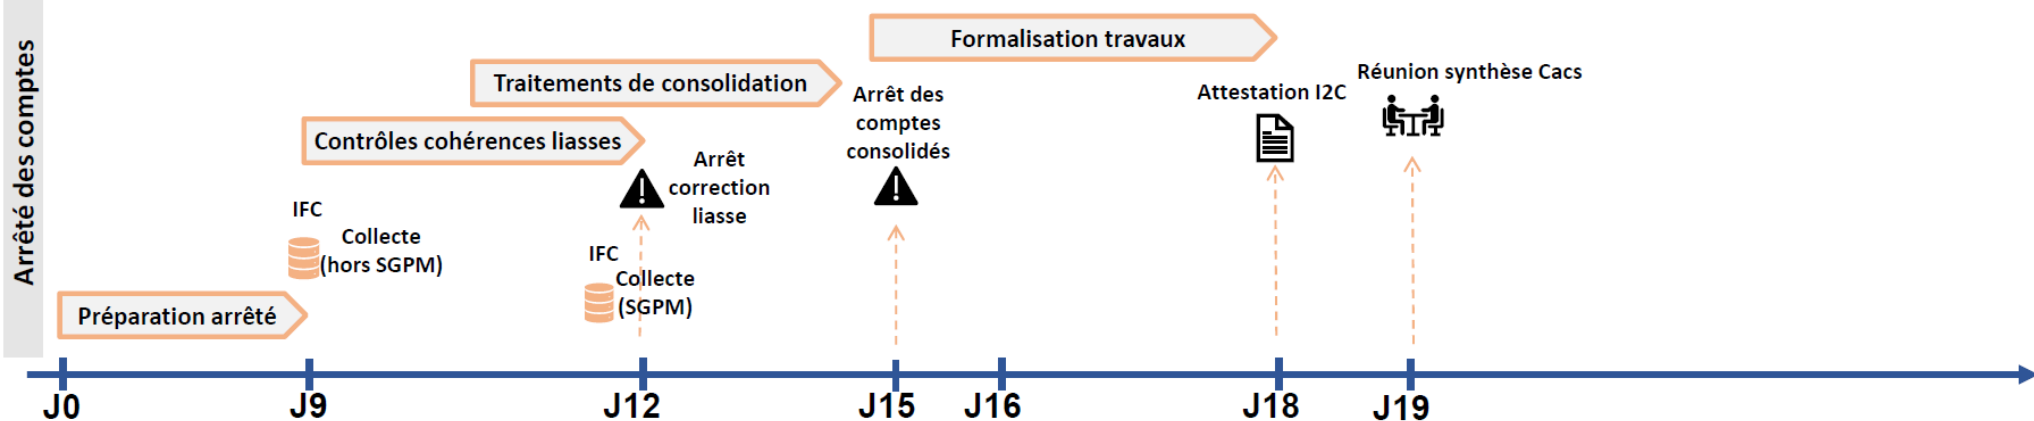 Arrêté des comptes
Formalisation travaux
Réunion synthèse Cacs
Traitements de consolidation
Attestation I2C
Arrêt des
comptes
consolidés
Contrôles cohérences liasses
Arrêt
correction
liasse
IFC
Collecte
(hors SGPM)
IFC
Collecte
(SGPM)
Préparation arrêté
J0
J9
J12
J15
J16
J18
J19